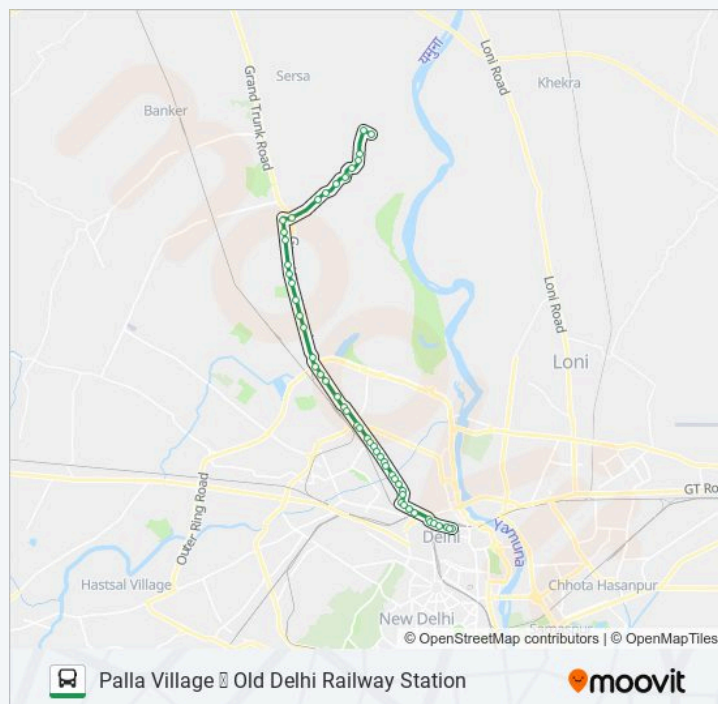 यमुना
Loni Road
Sersa
Grand Trunk Road
Khekra
Banker
G
Loni Road
Loni
GT Ro
Outer Ring Road
Delhi
Yamuna
Hastsal Village
Chhota Hasanpur
New Delhi
Samaspur
© OpenStreetMap contributors | © OpenMapTiles
Palla Village Old Delhi Railway Station
moovit